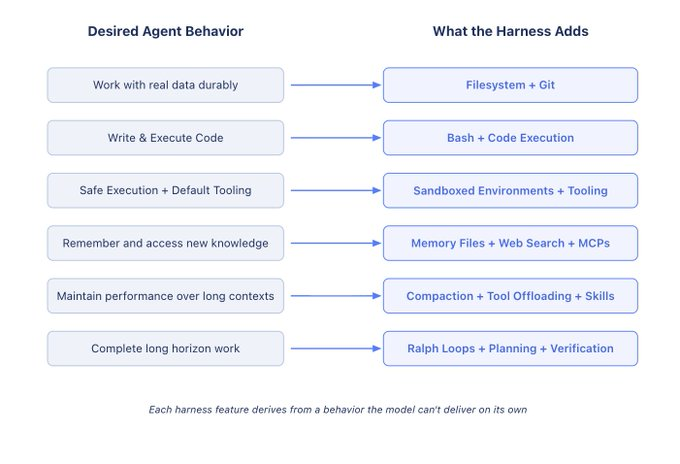 Desired Agent Behavior
What the Harness Adds
Work with real data durably
Filesystem + Git
Write & Execute Code
Bash + Code Execution
Safe Execution + Default Tooling
Sandboxed Environments + Tooling
Remember and access new knowledge
Memory Files + Web Search + MCPs
Maintain performance over long contexts
Compaction + Tool Offloading + Skills
Complete long horizon work
Ralph Loops + Planning + Verification
Each harness feature derives from a behavior the model can't deliver on its own